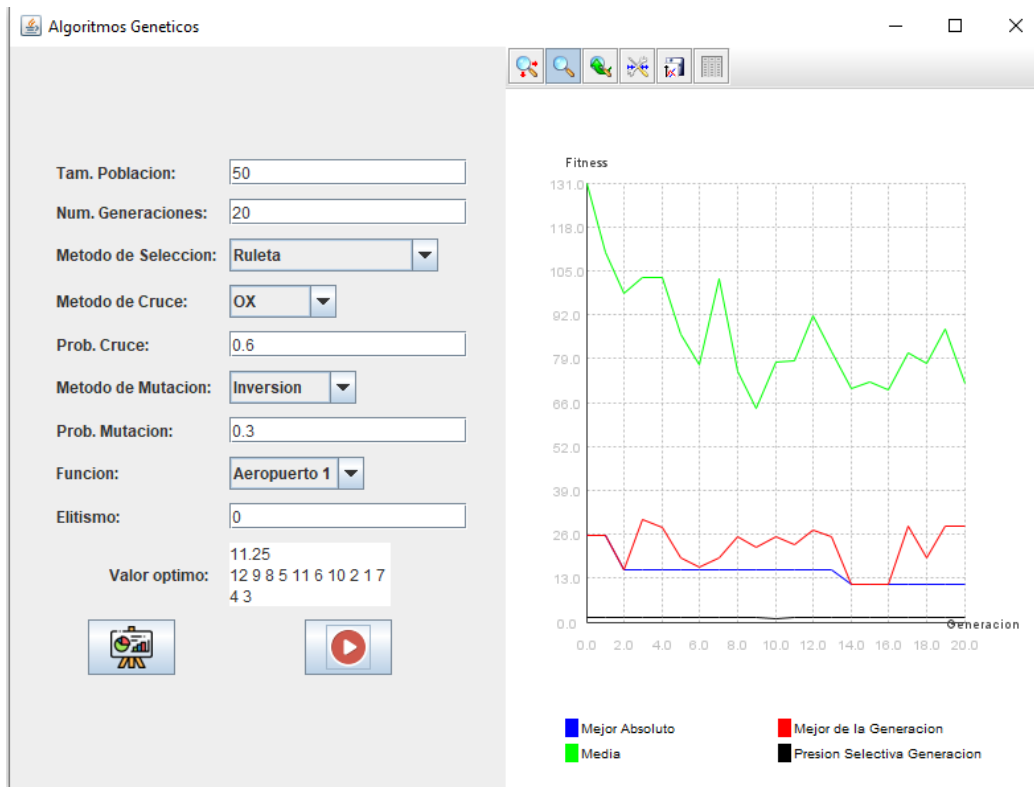 Algoritmos Geneticos
Tam. Poblacion: 50
Num. Generaciones: 20
Metodo de Seleccion: Ruleta
Metodo de Cruce: OX
Prob. Cruce: 0.6
Metodo de Mutacion: Inversion
Prob. Mutacion: 0.3
Funcion: Aeropuerto 1
Elitismo: 0
Valor optimo:
11.25
12 9 8 5 11 6 10 2 1 7
4 3
Fitness
131.0
118.0
105.0
92.0
79.0
66.0
52.0
39.0
26.0
13.0
0.0
Generacion
0.0 2.0 4.0 6.0 8.0 10.0 12.0 14.0 16.0 18.0 20.0
Mejor Absoluto
Mejor de la Generacion
Media
Presion Selectiva Generacion